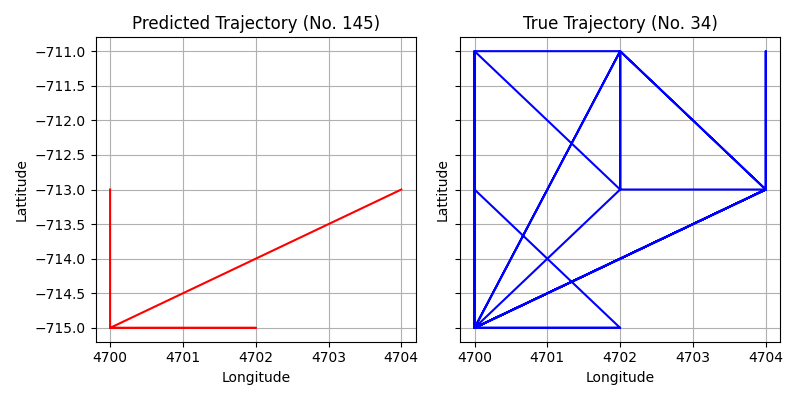 Predicted Trajectory (No. 145)
True Trajectory (No. 34)
Lattitude
−711.0
−711.5
−712.0
−712.5
−713.0
−713.5
−714.0
−714.5
−715.0
4700 4701 4702 4703 4704
Longitude
Lattitude
4700 4701 4702 4703 4704
Longitude